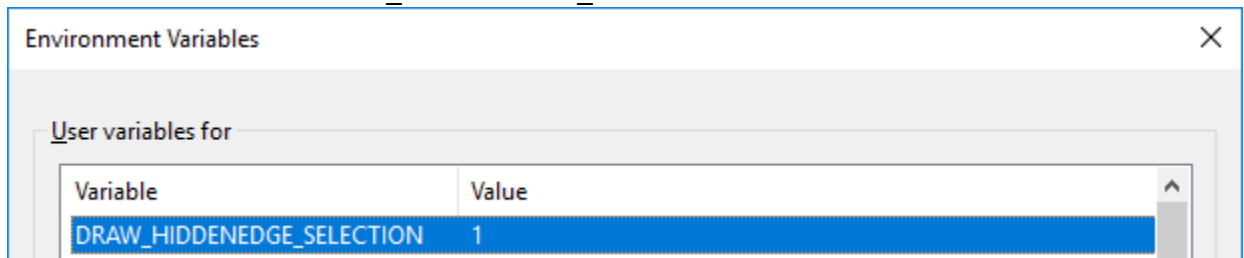 Environment Variables
User variables for
Variable Value
DRAW_HIDDENEDGE_SELECTION 1